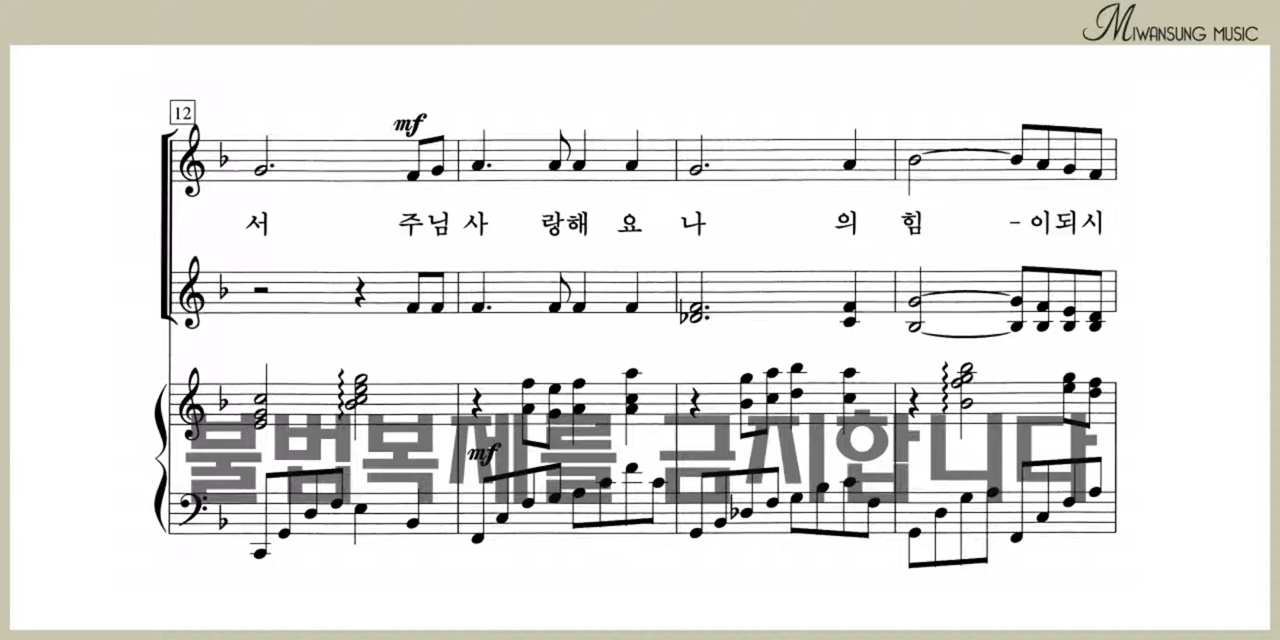 MIWANSUNG MUSIC
12
mf
서 주님 사 랑해 요 나 의 힘 - 이되시
mf
불법복제를 금지합니다